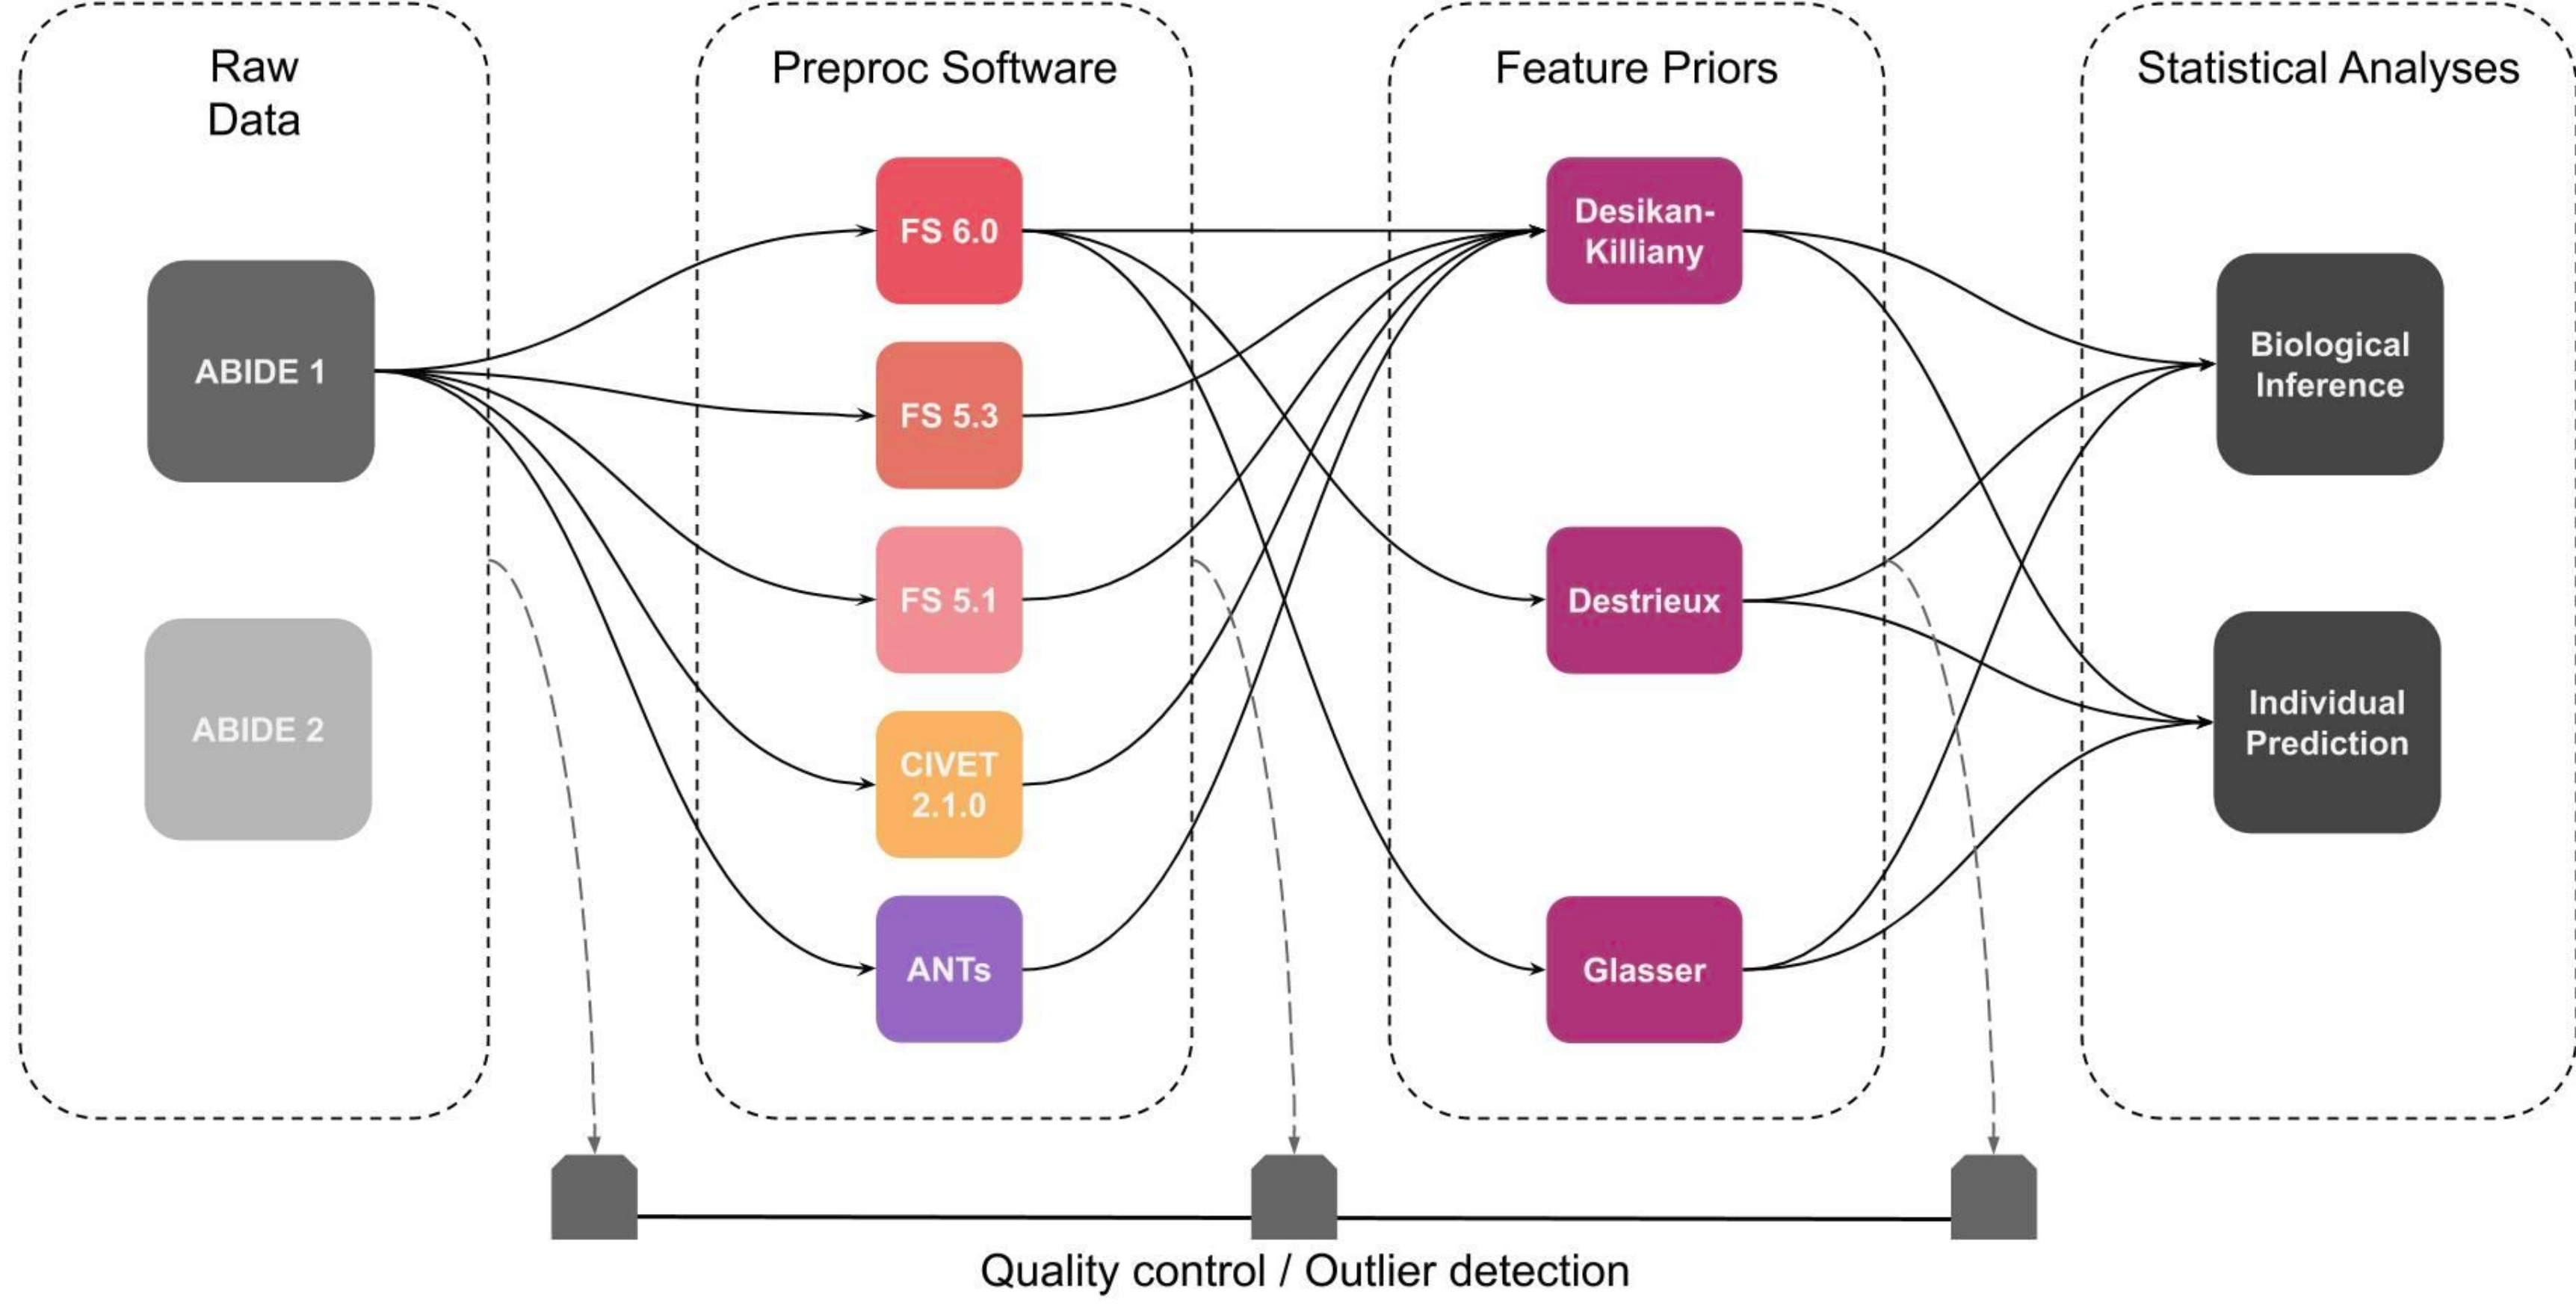 Raw
Data
Preproc Software
Feature Priors
Statistical Analyses
ABIDE 1
ABIDE 2
FS 6.0
FS 5.3
FS 5.1
CIVET
2.1.0
ANTs
Desikan-
Killiany
Destrieux
Glasser
Biological
Inference
Individual
Prediction
Quality control / Outlier detection